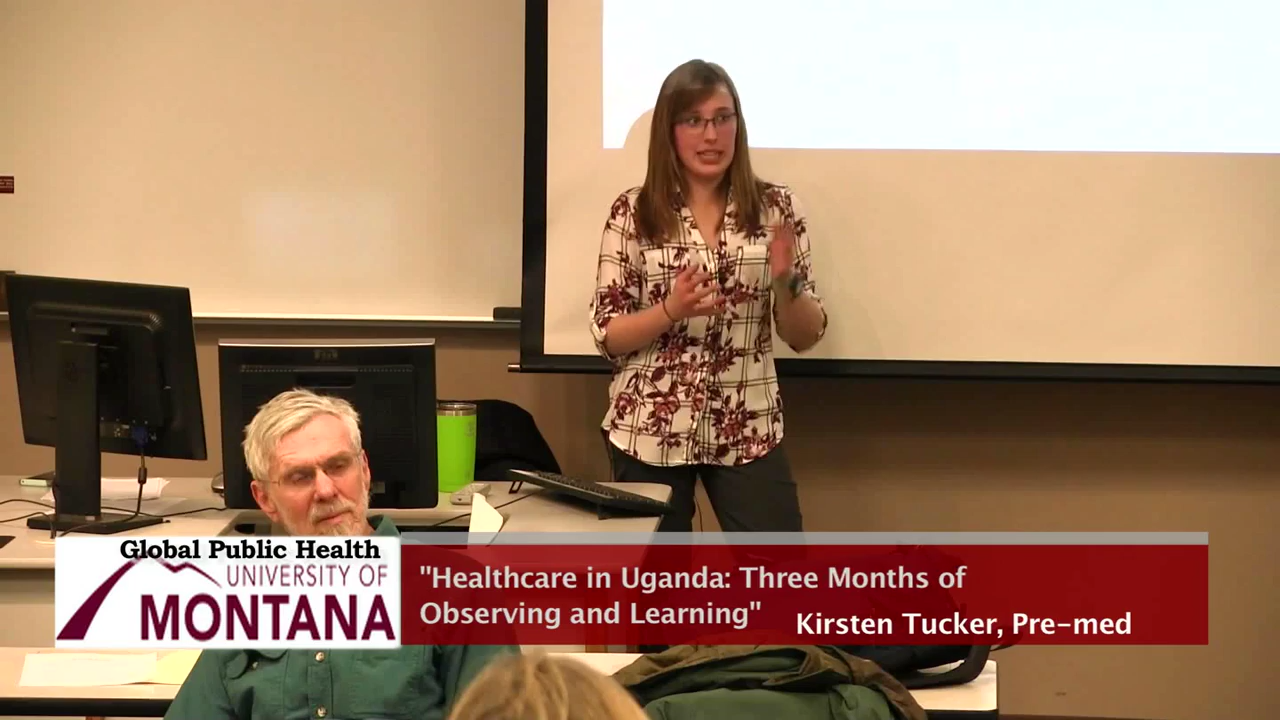 Global Public Health
UNIVERSITY OF
MONTANA
"Healthcare in Uganda: Three Months of
Observing and Learning"
Kirsten Tucker, Pre-med